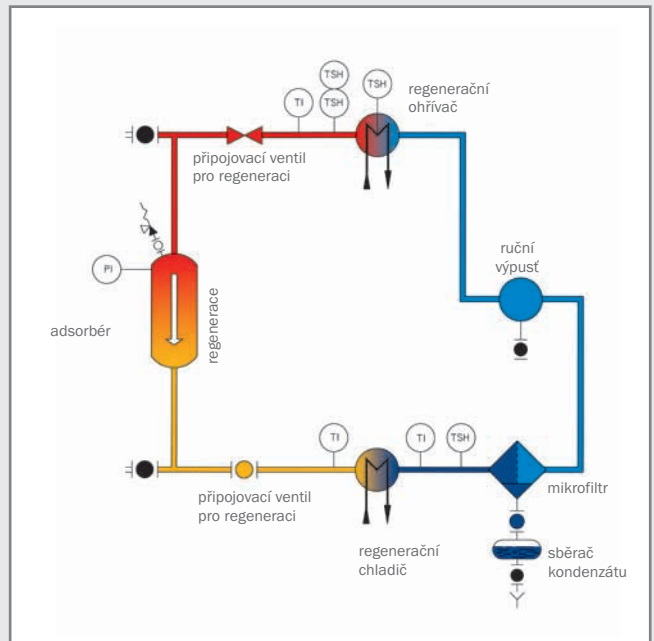 TSH
TSH
TSH
TI
regenerační
ohřívač
připojovací ventil
pro regeneraci
ruční
výpusť
PI
adsorbér
regenerace
TI
TI
TSH
mikrofiltr
připojovací ventil
pro regeneraci
regenerační
chladič
sběrač
kondenzátu